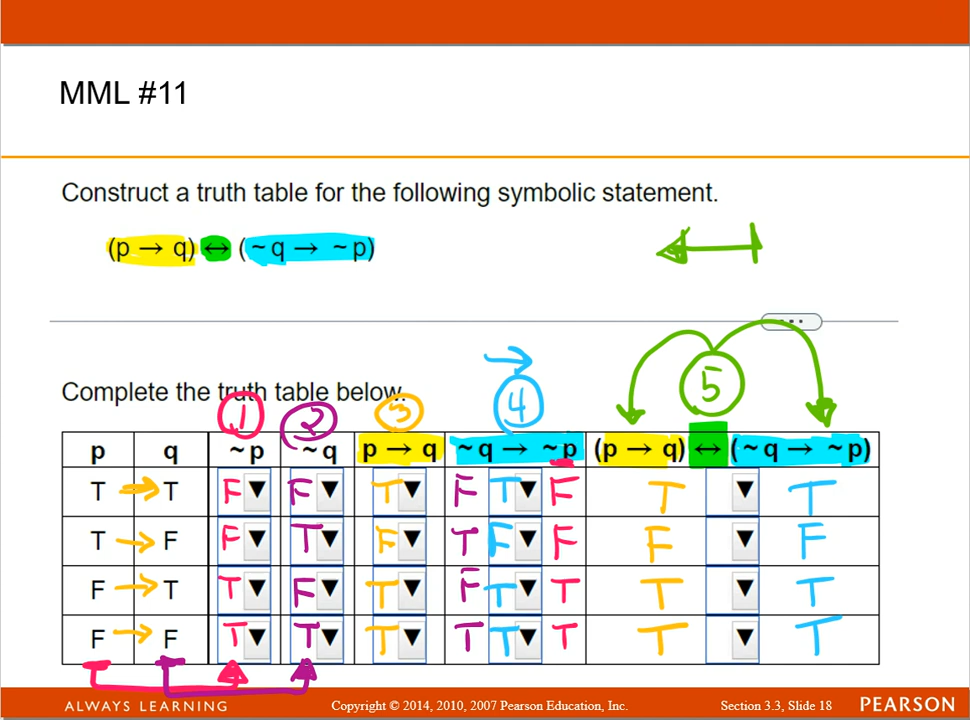 MML #11
Construct a truth table for the following symbolic statement.
(p → q) ↔ (~ q → ~ p)
Complete the truth table below.
1 2 3 4 5
p q ~ p ~ q p → q ~ q → ~ p (p → q) ↔ (~ q → ~ p)
T → T F ▼ F ▼ T ▼ F T ▼ F T ▼ T
T → F F ▼ T ▼ F ▼ T F ▼ F F ▼ F
F → T T ▼ F ▼ T ▼ F T ▼ T T ▼ T
F → F T ▼ T ▼ T ▼ T T ▼ T T ▼ T
ALWAYS LEARNING Copyright © 2014, 2010, 2007 Pearson Education, Inc. Section 3.3, Slide 18 PEARSON